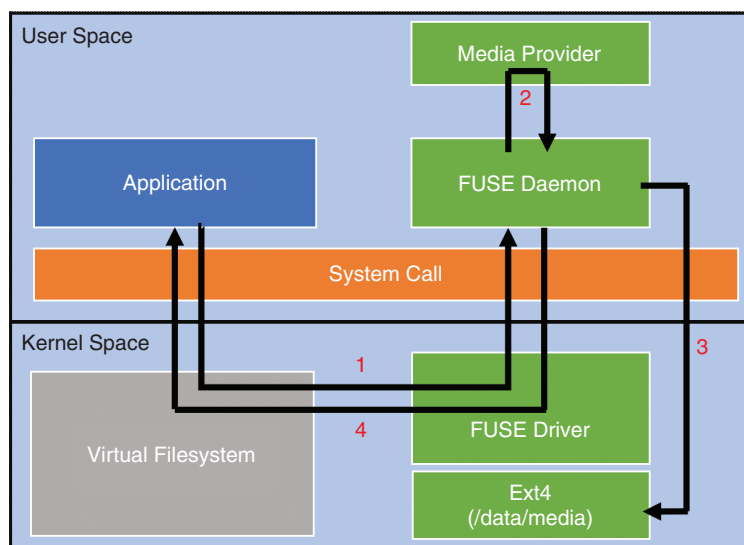 User Space
Media Provider
2
Application
FUSE Daemon
System Call
Kernel Space
3
1
4
FUSE Driver
Virtual Filesystem
Ext4
(/data/media)